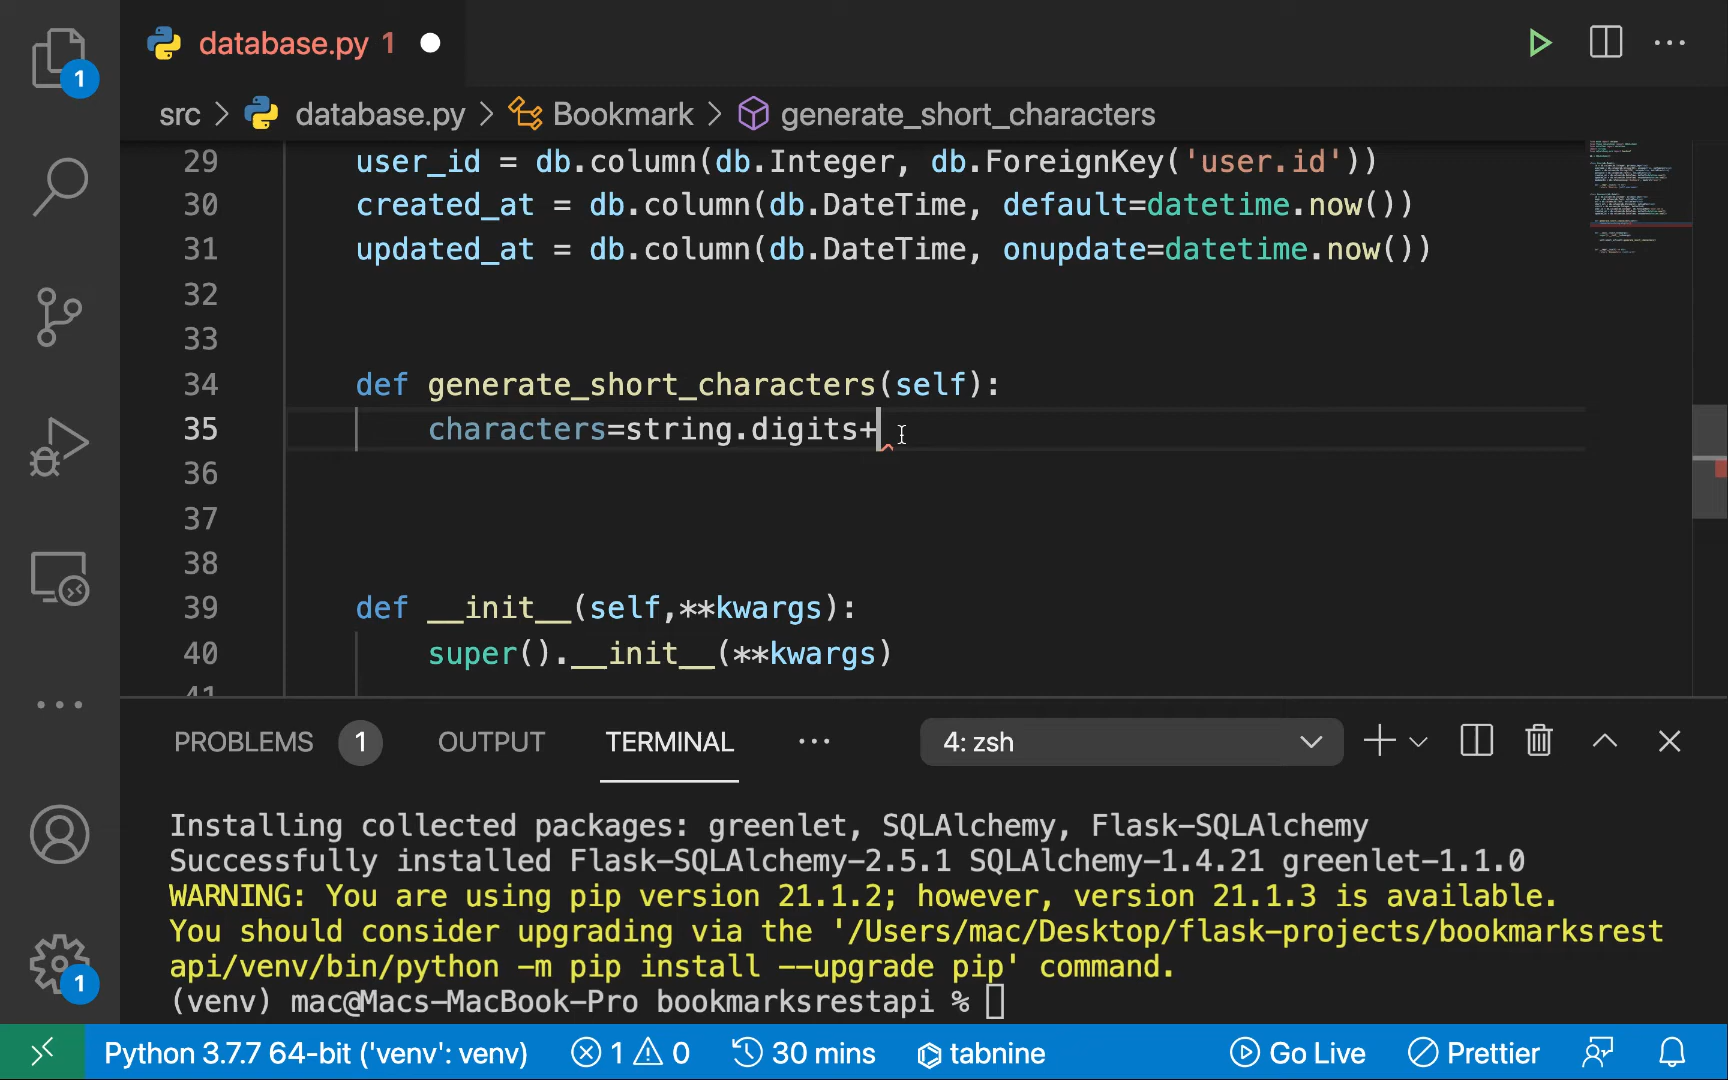 database.py 1
src > database.py > Bookmark > generate_short_characters
29 user_id = db.column(db.Integer, db.ForeignKey('user.id'))
30 created_at = db.column(db.DateTime, default=datetime.now())
31 updated_at = db.column(db.DateTime, onupdate=datetime.now())
32
33
34 def generate_short_characters(self):
35 characters=string.digits+
36
37
38
39 def __init__(self,**kwargs):
40 super().__init__(**kwargs)
41
1
PROBLEMS 1 OUTPUT TERMINAL ... 4: zsh
Installing collected packages: greenlet, SQLAlchemy, Flask-SQLAlchemy
Successfully installed Flask-SQLAlchemy-2.5.1 SQLAlchemy-1.4.21 greenlet-1.1.0
WARNING: You are using pip version 21.1.2; however, version 21.1.3 is available.
You should consider upgrading via the '/Users/mac/Desktop/flask-projects/bookmarksrest
api/venv/bin/python -m pip install --upgrade pip' command.
(venv) mac@Macs-MacBook-Pro bookmarksrestapi %
1
Python 3.7.7 64-bit ('venv': venv) 1 0 30 mins tabnine Go Live Prettier